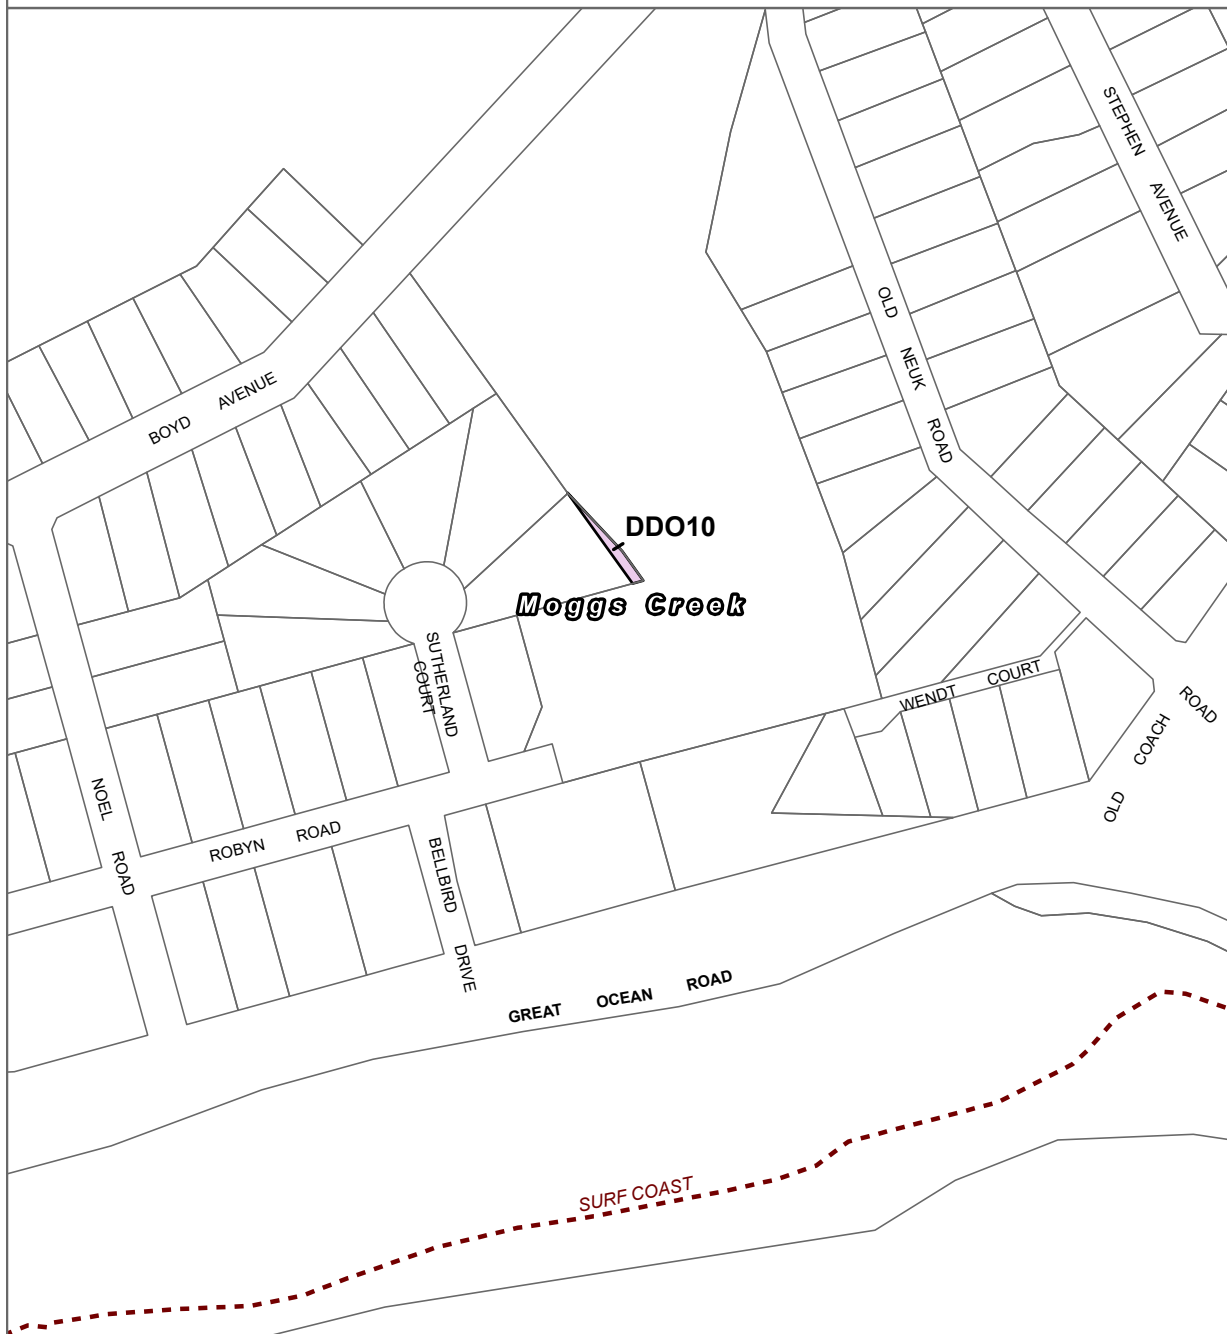 STEPHEN AVENUE
OLD NEUK ROAD
BOYD AVENUE
DDO10
Moggs Creek
SUTHERLAND
COURT
WENDT COURT
OLD COACH ROAD
NOEL ROAD
ROBYN ROAD
BELLBIRD DRIVE
GREAT OCEAN ROAD
SURF COAST